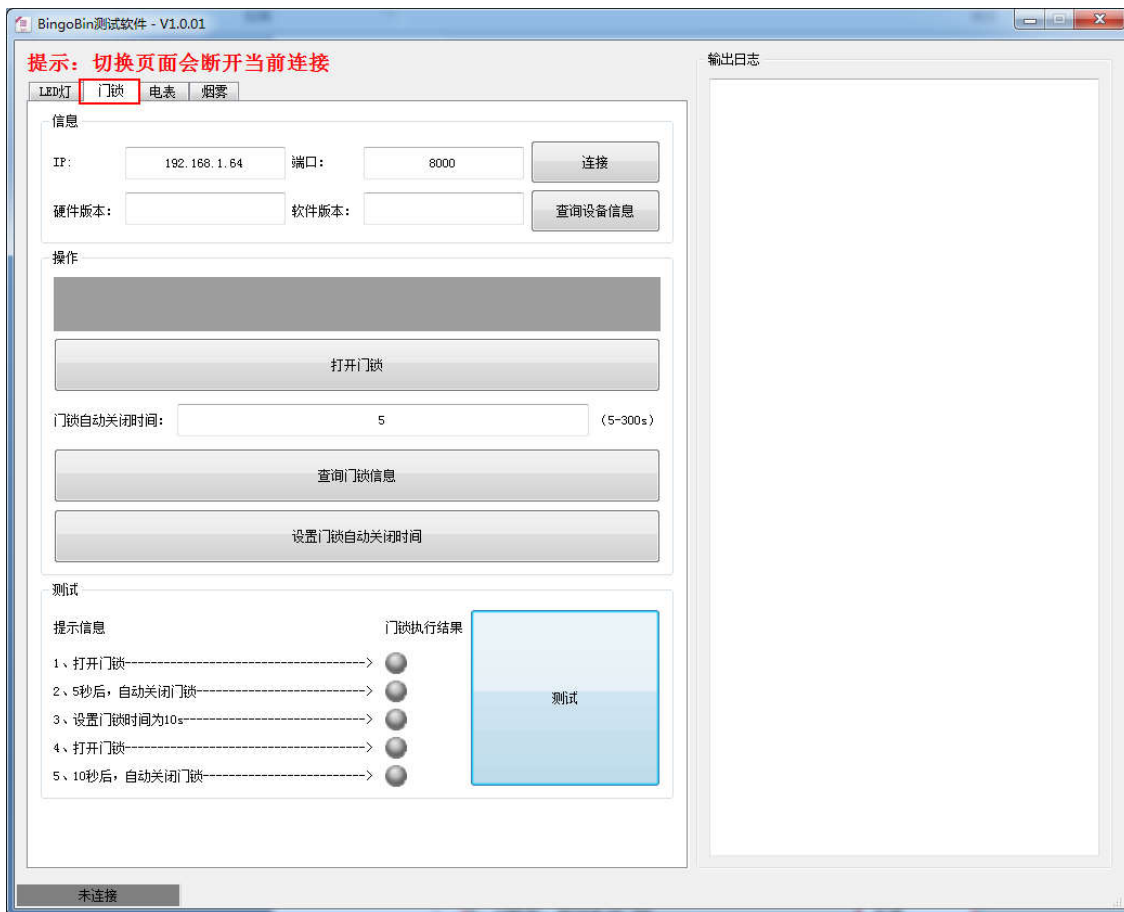 BingoBin测试软件 - V1.0.01
提示：切换页面会断开当前连接
LED灯 门锁 电表 烟雾
信息
IP: 192.168.1.64 端口: 8000 连接
硬件版本: 软件版本: 查询设备信息
操作
打开门锁
门锁自动关闭时间: 5 (5-300s)
查询门锁信息
设置门锁自动关闭时间
测试
提示信息 门锁执行结果
1、打开门锁------------------------------------->
2、5秒后，自动关闭门锁-------------------------->
3、设置门锁时间为10s---------------------------->
4、打开门锁------------------------------------->
5、10秒后，自动关闭门锁------------------------->
测试
输出日志
未连接